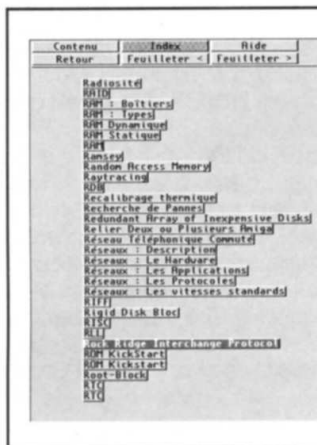 Contenu Index Aide
Retour Feuilleter < Feuilleter >
Radiosité
RAID
RAM : Boîtiers
RAM : Types
RAM Dynamique
RAM Statique
RAM
Ramsey
Random Access Memory
Raytracing
RDB
Recalibrage thermique
Recherche de Pannes
Redundant Array of Inexpensive Disks
Relier Deux ou Plusieurs Amiga
Réseau Téléphonique Commuté
Réseaux : Description
Réseaux : Le Hardware
Réseaux : Les Applications
Réseaux : Les Protocoles
Réseaux : Les vitesses standards
RIFF
Rigid Disk Bloc
RISC
RLL
Rock Ridge Interchange Protocol
ROM KickStart
ROM Kickstart
Root-Block
RTC
RTC